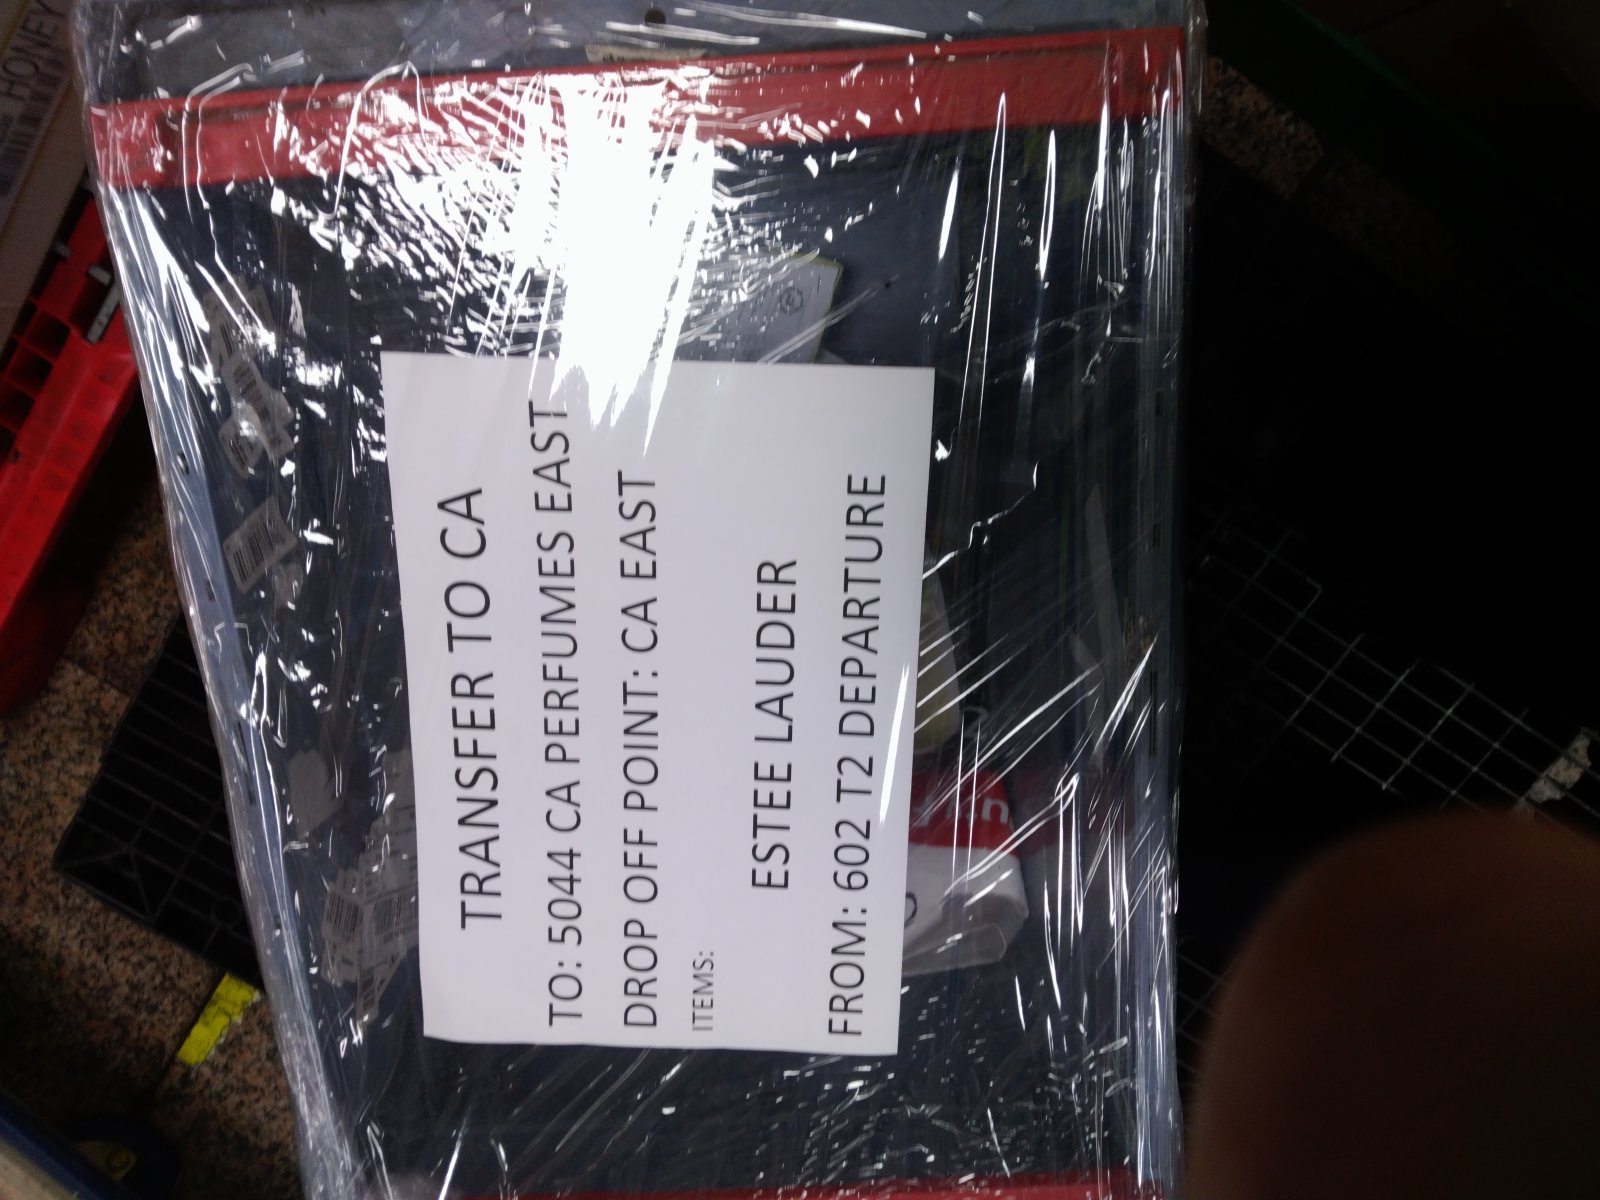 TRANSFER TO CA
TO: 5044 CA PERFUMES EAST
DROP OFF POINT: CA EAST
ITEMS:
ESTEE LAUDER
FROM: 602 T2 DEPARTURE
HONEY